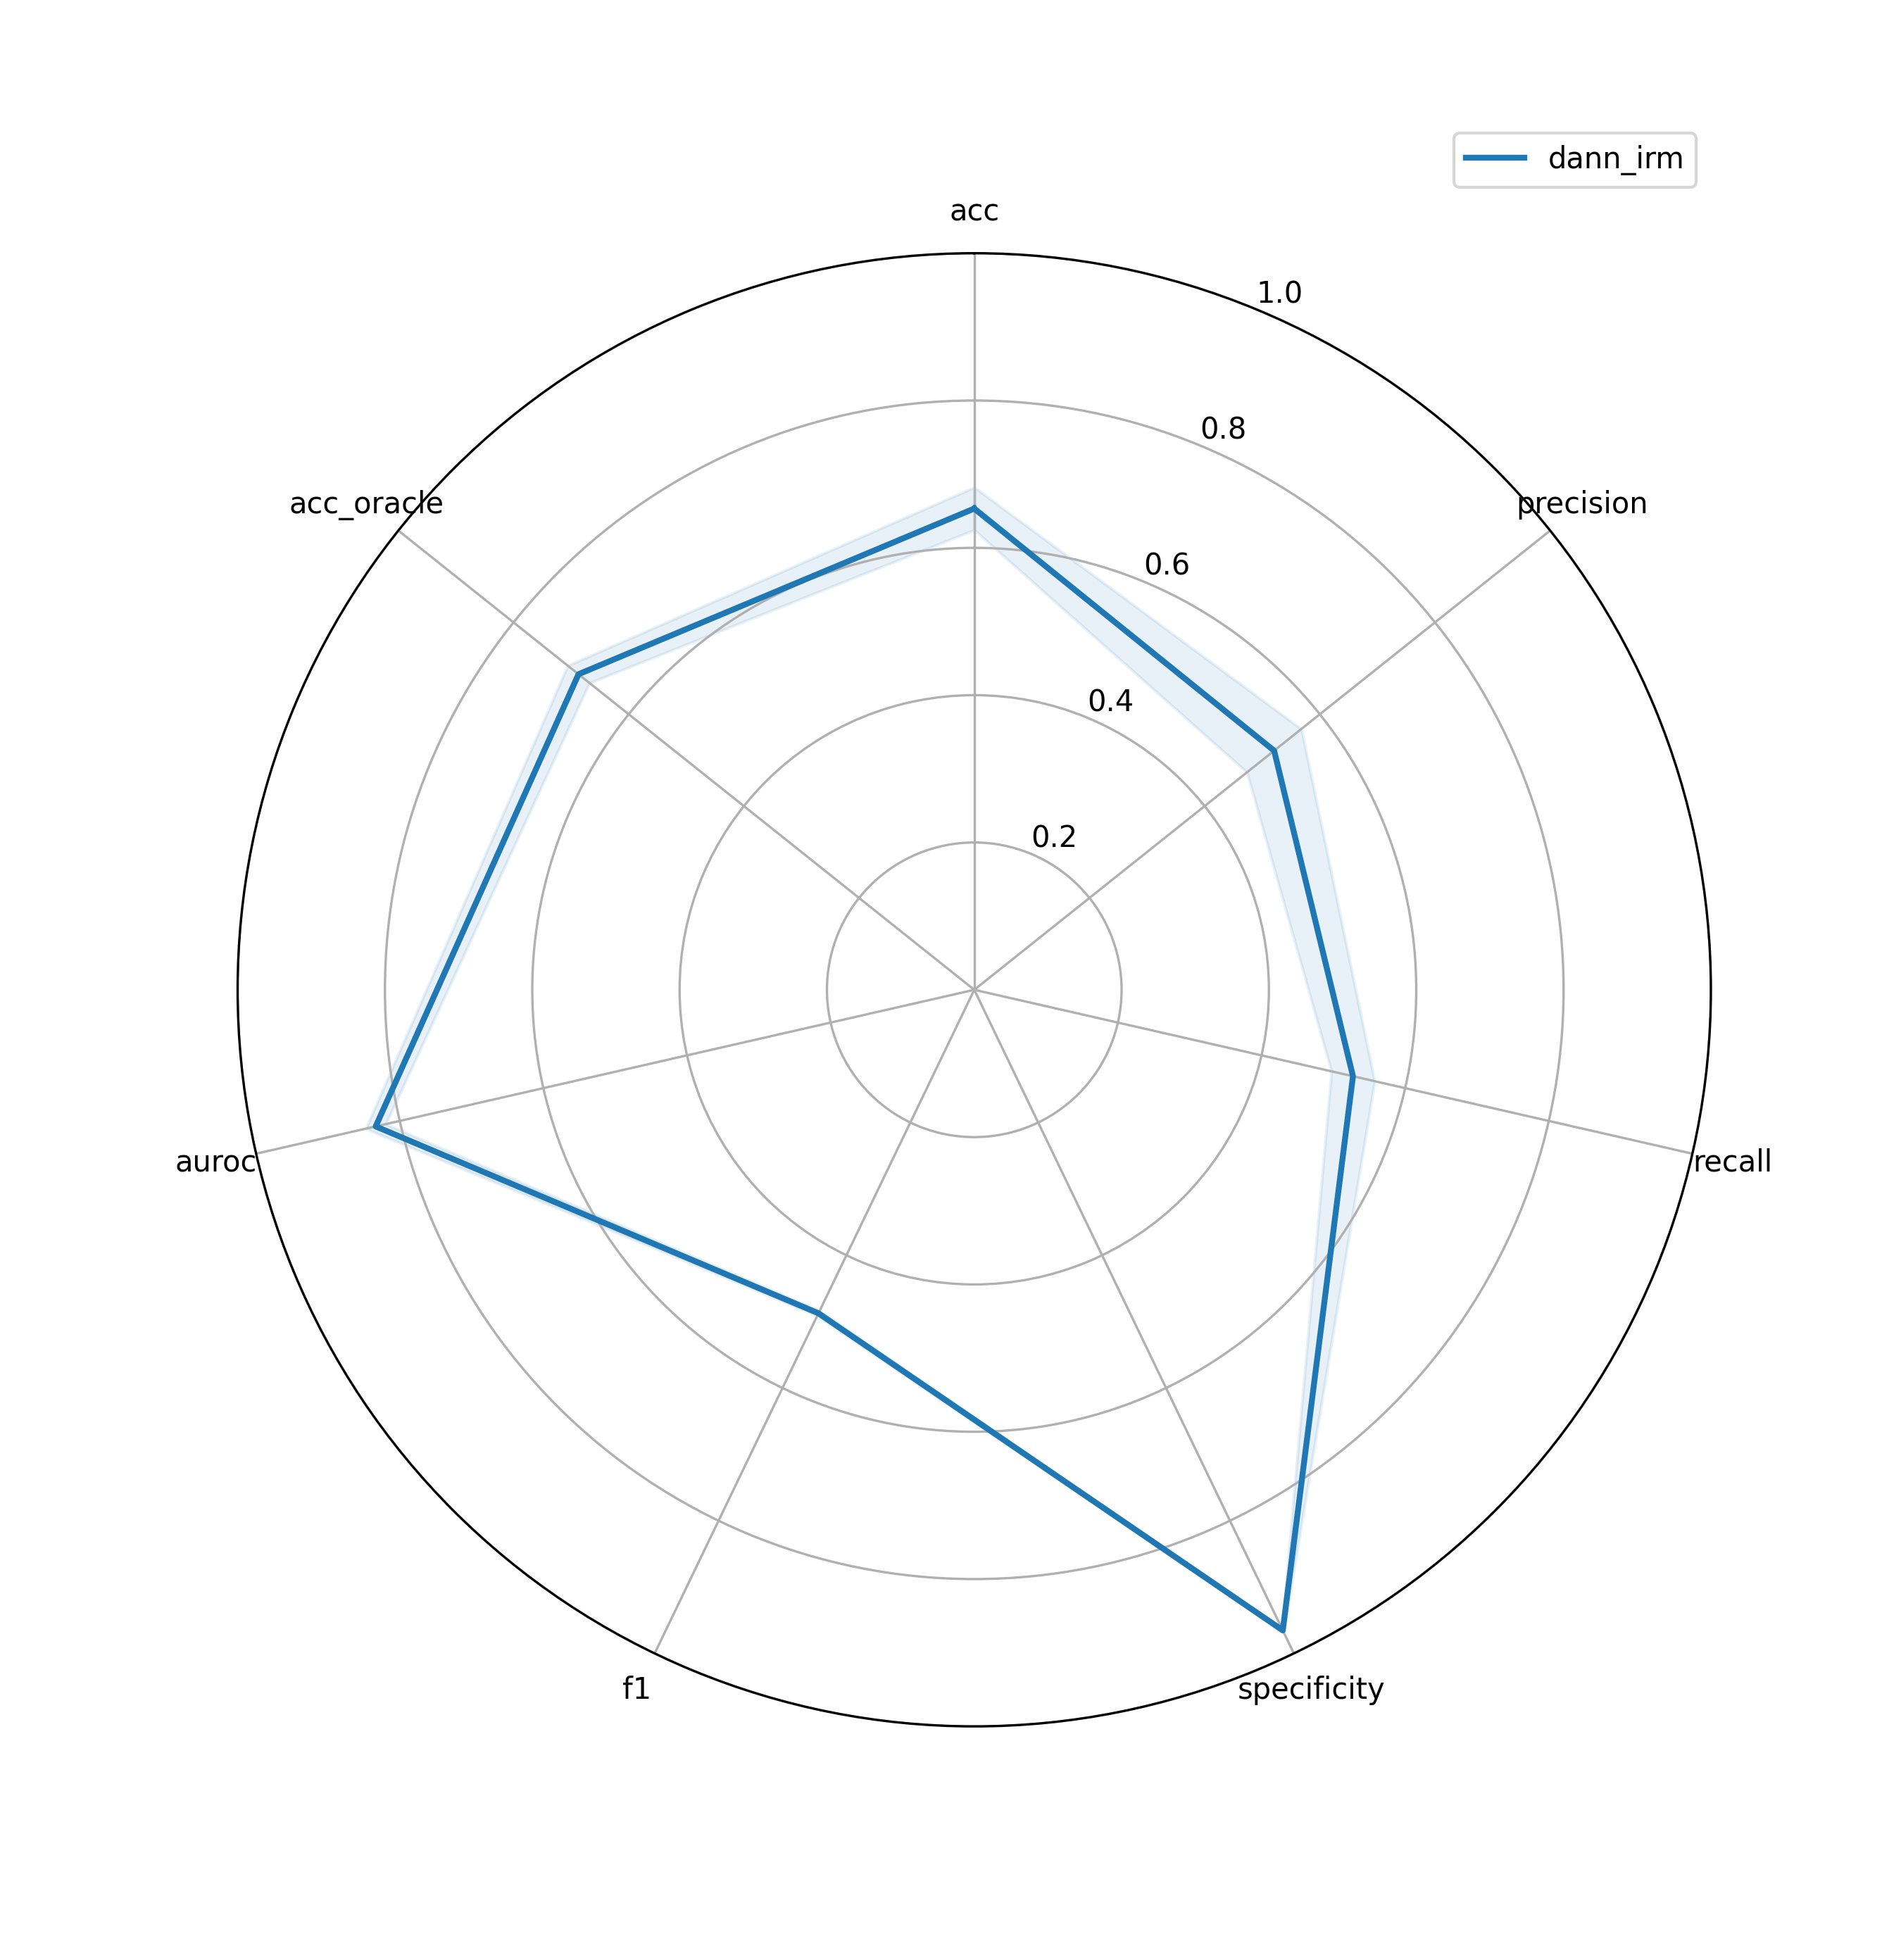 dann_irm
acc
1.0
0.8
acc_oracle
precision
0.6
0.4
0.2
auroc
recall
f1
specificity